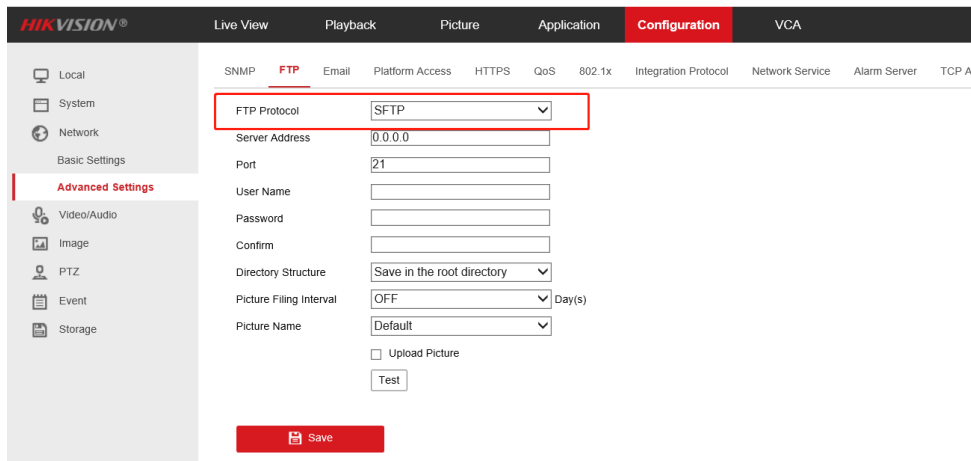 HIKVISION® Live View Playback Picture Application Configuration VCA
Local
System
Network
Basic Settings
Advanced Settings
Video/Audio
Image
PTZ
Event
Storage
SNMP FTP Email Platform Access HTTPS QoS 802.1x Integration Protocol Network Service Alarm Server TCP A
FTP Protocol SFTP
Server Address 0.0.0.0
Port 21
User Name
Password
Confirm
Directory Structure Save in the root directory
Picture Filing Interval OFF Day(s)
Picture Name Default
Upload Picture
Test
Save